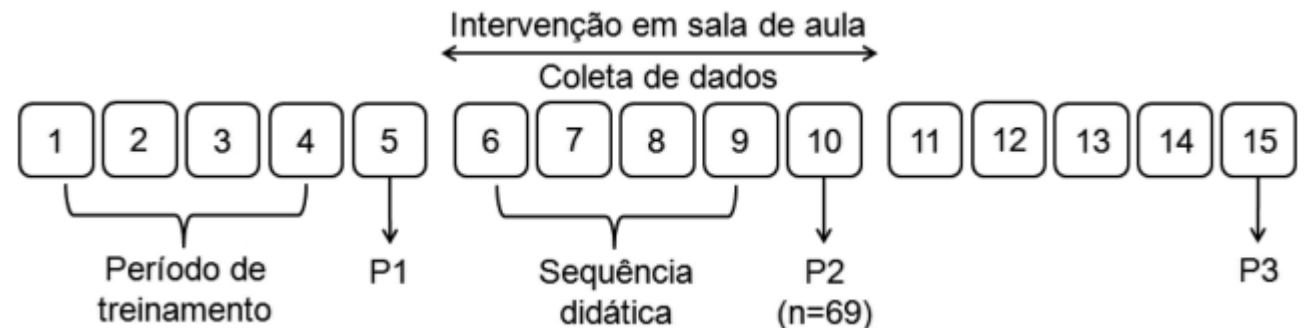 Intervenção em sala de aula
Coleta de dados
1 2 3 4 5 6 7 8 9 10 11 12 13 14 15
Período de treinamento
P1
Sequência didática
P2
(n=69)
P3